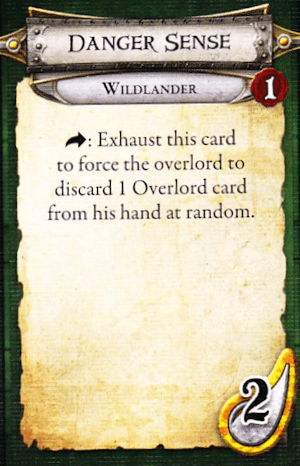 DANGER SENSE
WILDLANDER
1
: Exhaust this card
to force the overlord to
discard 1 Overlord card
from his hand at random.
2